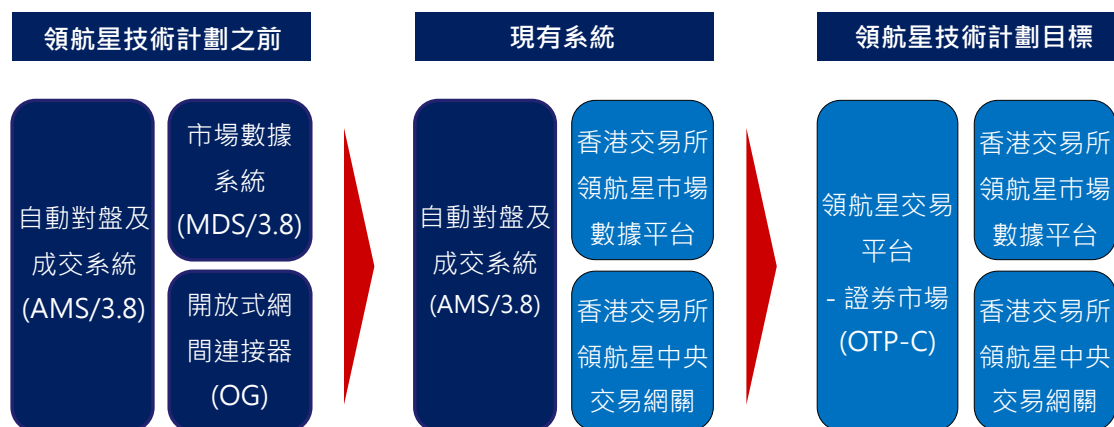 領航星技術計劃之前
現有系統
領航星技術計劃目標
自動對盤及
成交系統
(AMS/3.8)
市場數據
系統
(MDS/3.8)
開放式網
間連接器
(OG)
自動對盤及
成交系統
(AMS/3.8)
香港交易所
領航星市場
數據平台
香港交易所
領航星中央
交易網關
領航星交易
平台
- 證券市場
(OTP-C)
香港交易所
領航星市場
數據平台
香港交易所
領航星中央
交易網關